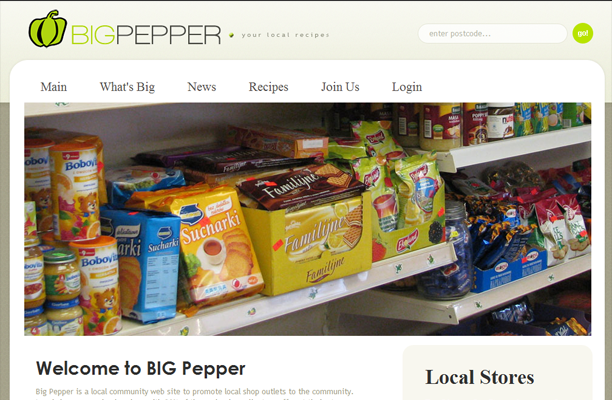 BIGPEPPER
your local recipes
enter postcode...
go!
Main What's Big News Recipes Join Us Login
Boboy
Sucharki
Sucharki
Familijne
Familijne
Familijne
Boboy
Welcome to BIG Pepper
Big Pepper is a local community web site to promote local shop outlets to the community.
Local Stores